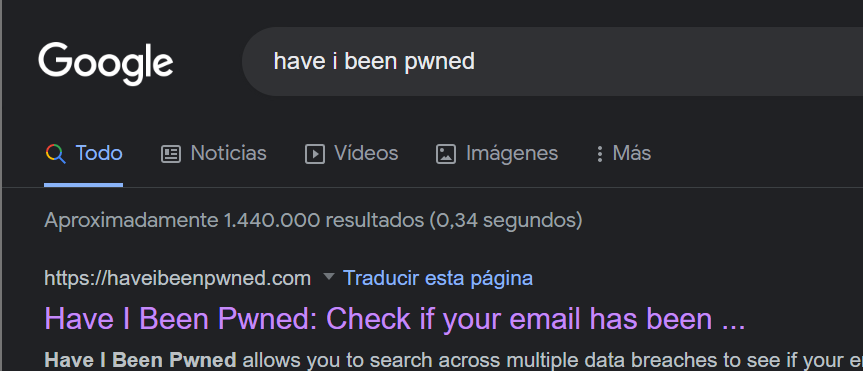 Google have i been pwned
Todo Noticias Vídeos Imágenes Más
Aproximadamente 1.440.000 resultados (0,34 segundos)
https://haveibeenpwned.com Traducir esta página
Have I Been Pwned: Check if your email has been ...
Have I Been Pwned allows you to search across multiple data breaches to see if your